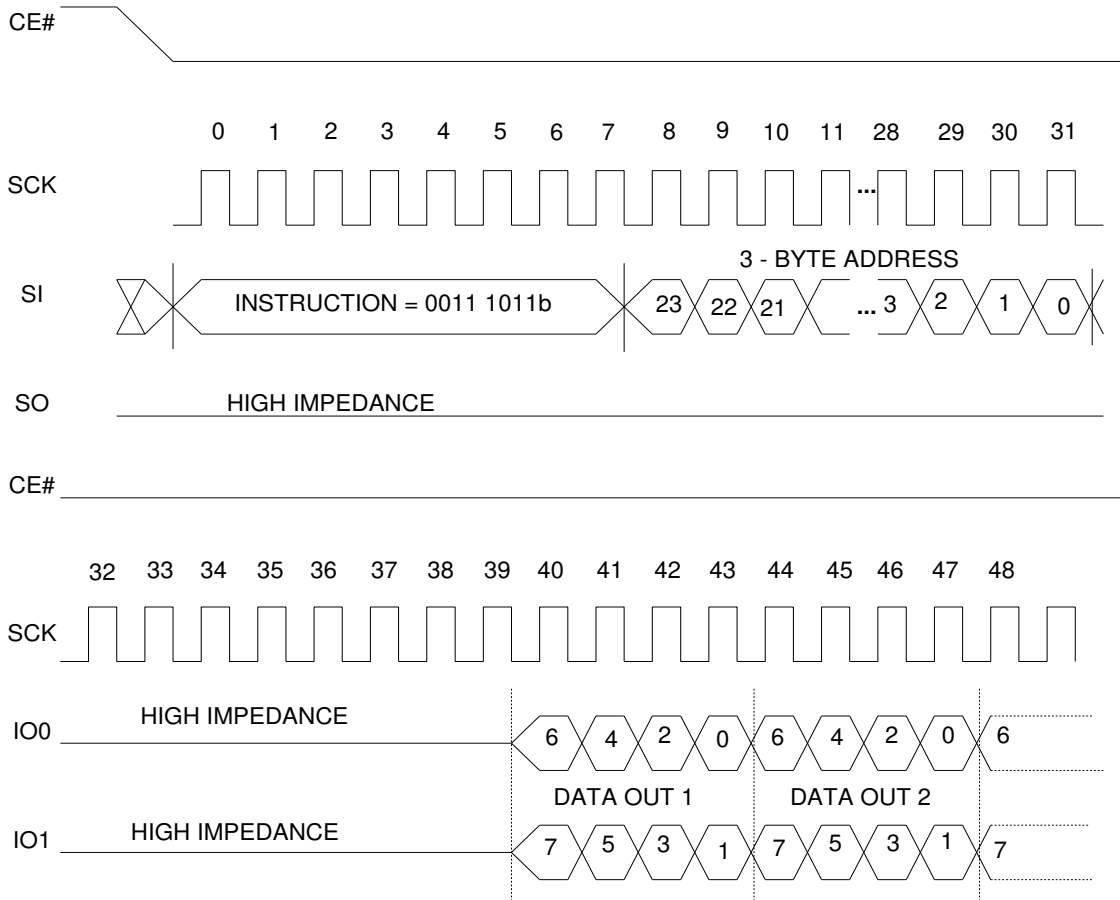 CE#
0 1 2 3 4 5 6 7 8 9 10 11 28 29 30 31
SCK ...
3 - BYTE ADDRESS
SI INSTRUCTION = 0011 1011b 23 22 21 ... 3 2 1 0
SO HIGH IMPEDANCE
CE#
32 33 34 35 36 37 38 39 40 41 42 43 44 45 46 47 48
SCK
HIGH IMPEDANCE
IO0 6 4 2 0 6 4 2 0 6
DATA OUT 1 DATA OUT 2
HIGH IMPEDANCE
IO1 7 5 3 1 7 5 3 1 7